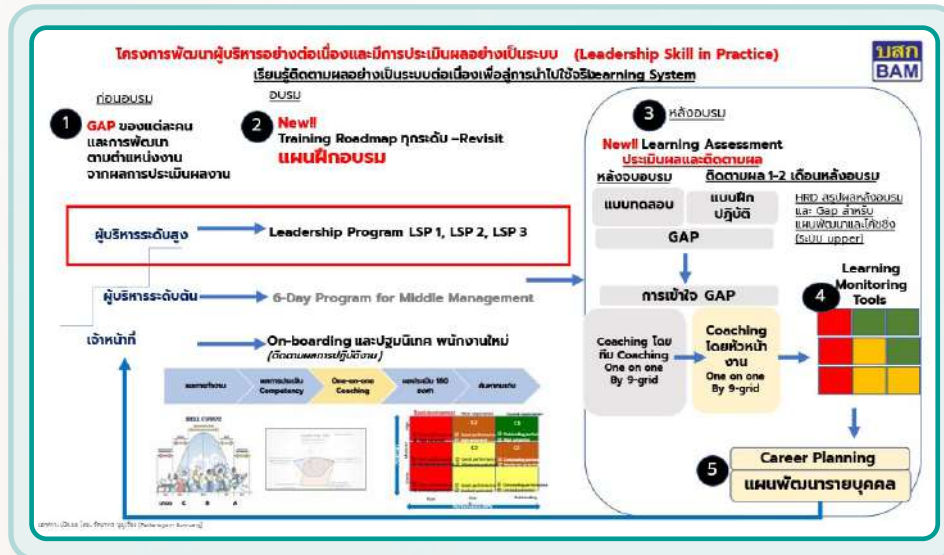 โครงการพัฒนาผู้บริหารอย่างต่อเนื่องและมีการประเมินผลอย่างเป็นระบบ (Leadership Skill in Practice)
เรียนรู้ติดตามผลอย่างเป็นระบบต่อเนื่องเพื่อสู่การนำไปใช้จริงLearning System
บสก
BAM
ก่อนอบรม
1
GAP ของแต่ละคน
และการพัฒนา
ตามตำแหน่งงาน
จากผลการประเมินผลงาน
อบรม
2
New!!
Training Roadmap ทุกระดับ –Revisit
แผนฝึกอบรม
3
หลังอบรม
New!! Learning Assessment
ประเมินผลและติดตามผล
หลังจบอบรม
ติดตามผล 1-2 เดือนหลังอบรม
แบบทดสอบ
แบบฝึก
ปฏิบัติ
HRD สรุปผลหลังอบรม
และ Gap สำหรับ
แผนพัฒนาและโค้ชชิ่ง
(ระบบ upper)
GAP
ผู้บริหารระดับสูง
Leadership Program LSP 1, LSP 2, LSP 3
ผู้บริหารระดับต้น
6-Day Program for Middle Management
เจ้าหน้าที่
On-boarding และปฐมนิเทศ พนักงานใหม่
(ติดตามผลการปฏิบัติงาน)
การเข้าใจ GAP
4
Learning
Monitoring
Tools
Coaching โดย
ทีม Coaching
One on one
By 9-grid
Coaching
โดยหัวหน้า
งาน
One on one
By 9-grid
ผลการประเมิน
Competency
One-on-one
Coaching
BELL CURVE
C B A
5
Career Planning
แผนพัฒนารายบุคคล